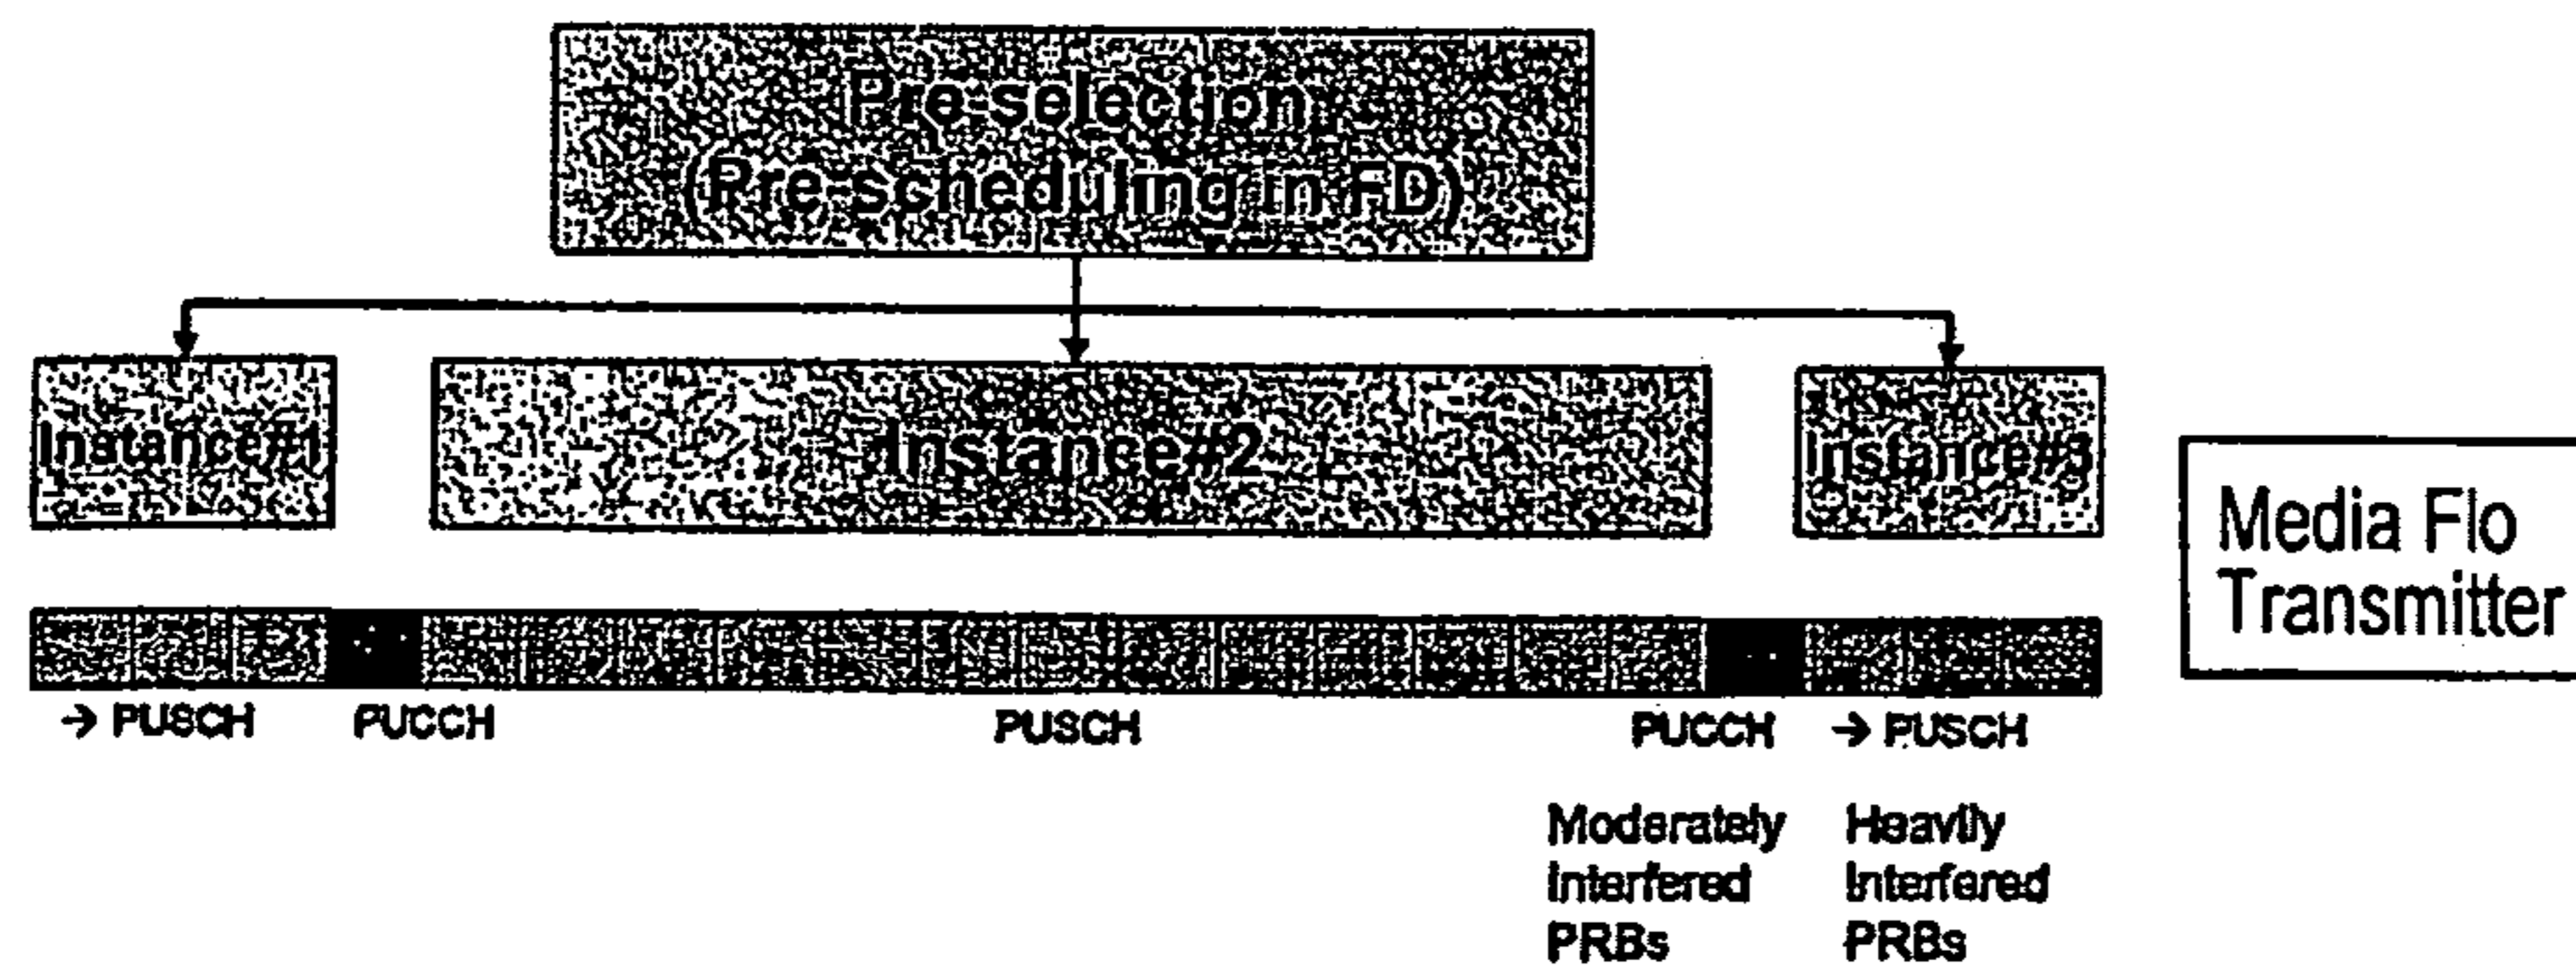 Pre-selection
(Pre-scheduling in FD)
Instance#1
Instance#2
Instance#3
Media Flo
Transmitter
→ PUSCH
PUCCH
PUSCH
PUCCH
→ PUSCH
Moderately
Interfered
PRBs
Heavily
Interfered
PRBs